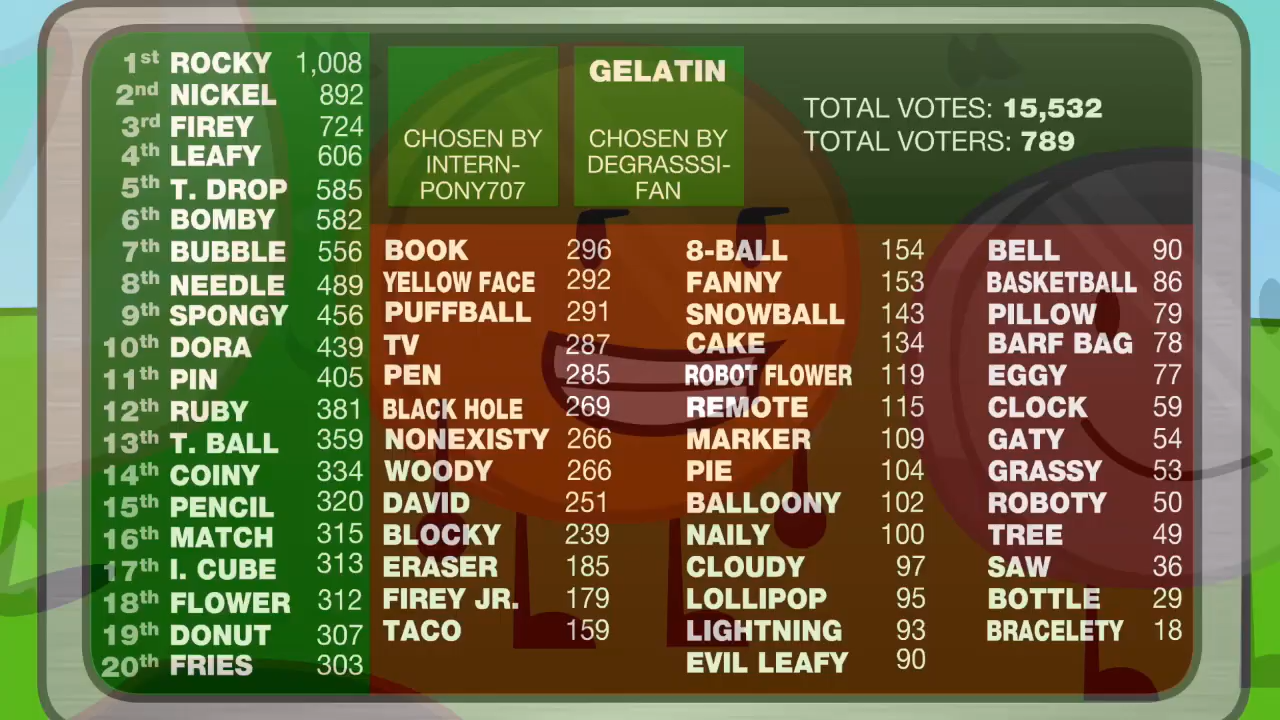 1st ROCKY 1,008
2nd NICKEL 892
3rd FIREY 724
4th LEAFY 606
5th T. DROP 585
6th BOMBY 582
7th BUBBLE 556
8th NEEDLE 489
9th SPONGY 456
10th DORA 439
11th PIN 405
12th RUBY 381
13th T. BALL 359
14th COINY 334
15th PENCIL 320
16th MATCH 315
17th I. CUBE 313
18th FLOWER 312
19th DONUT 307
20th FRIES 303
CHOSEN BY
INTERN-
PONY707
GELATIN
CHOSEN BY
DEGRASSSI-
FAN
TOTAL VOTES: 15,532
TOTAL VOTERS: 789
BOOK 296
YELLOW FACE 292
PUFFBALL 291
TV 287
PEN 285
BLACK HOLE 269
NONEXISTY 266
WOODY 266
DAVID 251
BLOCKY 239
ERASER 185
FIREY JR. 179
TACO 159
8-BALL 154
FANNY 153
SNOWBALL 143
CAKE 134
ROBOT FLOWER 119
REMOTE 115
MARKER 109
PIE 104
BALLOONY 102
NAILY 100
CLOUDY 97
LOLLIPOP 95
LIGHTNING 93
EVIL LEAFY 90
BELL 90
BASKETBALL 86
PILLOW 79
BARF BAG 78
EGGY 77
CLOCK 59
GATY 54
GRASSY 53
ROBOTY 50
TREE 49
SAW 36
BOTTLE 29
BRACELETY 18